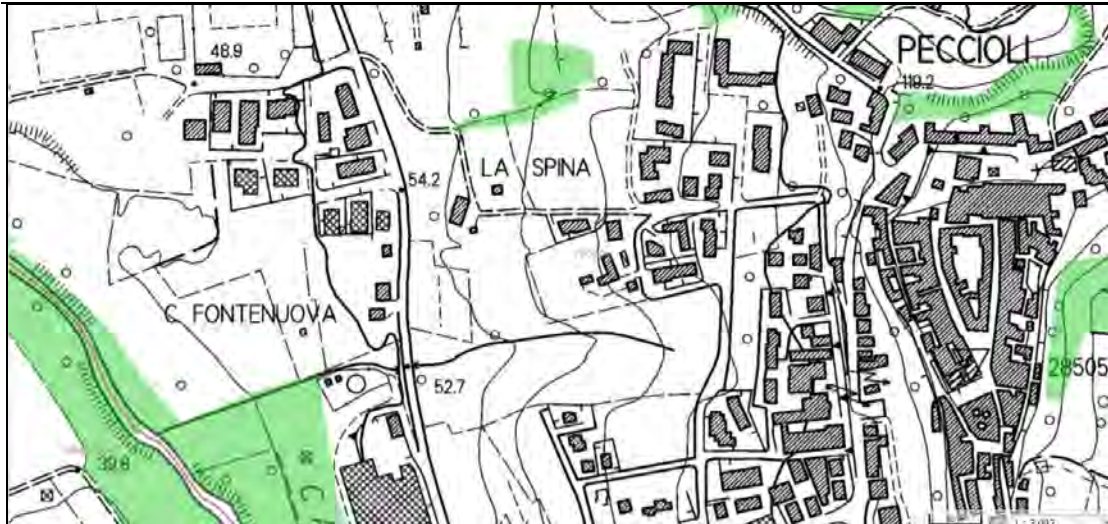 48.9
PECCIOLI
119.2
LA SPINA
54.2
C. FONTENUOVA
28505
52.7
39.8